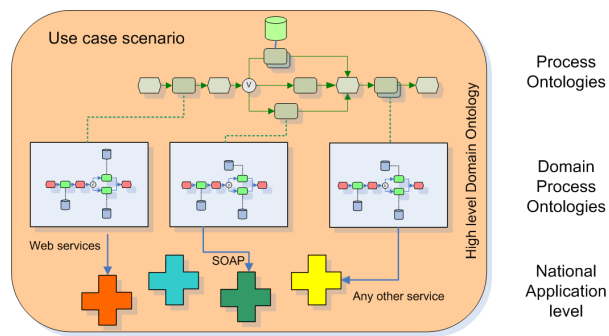 Use case scenario
Process
Ontologies
V
High level Domain Ontology
Domain
Process
Ontologies
Web services
SOAP
Any other service
National
Application
level